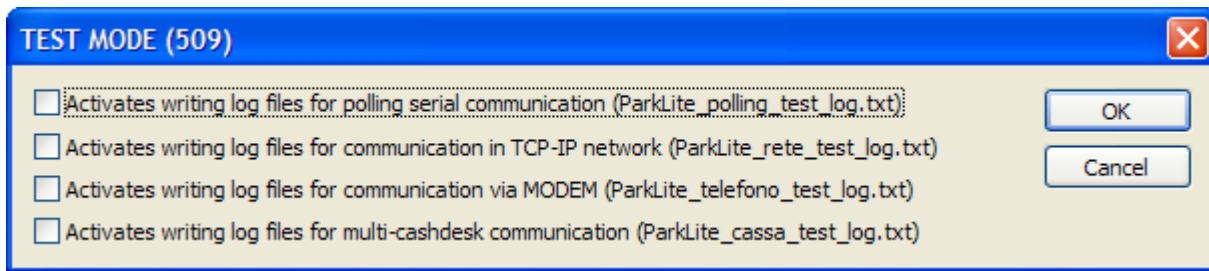 TEST MODE (509)
Activates writing log files for polling serial communication (ParkLite_polling_test_log.txt)
OK
Activates writing log files for communication in TCP-IP network (ParkLite_rete_test_log.txt)
Cancel
Activates writing log files for communication via MODEM (ParkLite_telefono_test_log.txt)
Activates writing log files for multi-cashdesk communication (ParkLite_cassa_test_log.txt)